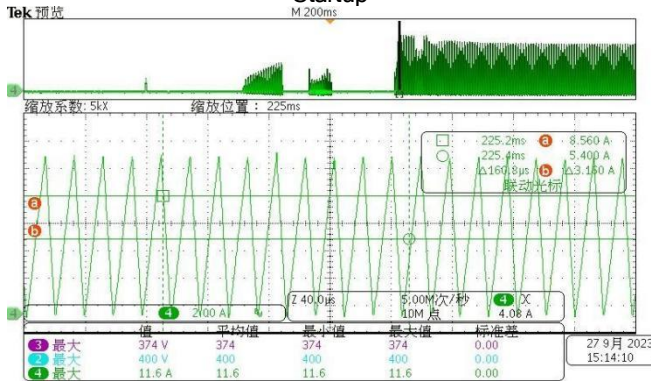 Startup
Tek 预览
M 200ms
4
缩放系数: 5kX
缩放位置: 225ms
225.2ms a 8.560 A
225.4ms 5.400 A
Δ160.8µs b Δ3.160 A
联动光标
a
b
4
4 2.00 A
Z 40.0µs
5.00M次/秒
10M 点
4
4.08 A
值 平均值 最小值 最大值 标准差
3 最大 374 V 374 374 374 0.00
2 最大 400 V 400 400 400 0.00
4 最大 11.6 A 11.6 11.6 11.6 0.00
27 9月 2023
15:14:10